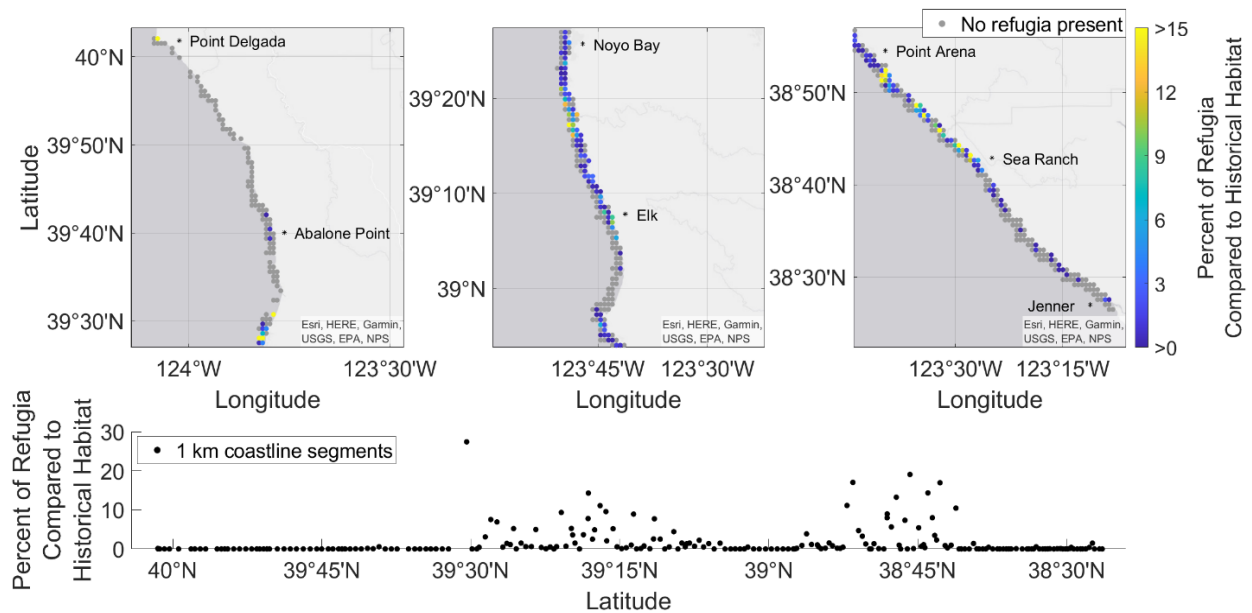 Latitude
40°N
39°50'N
39°40'N
39°30'N
Point Delgada
Abalone Point
Esri, HERE, Garmin,
USGS, EPA, NPS
124°W
123°30'W
Longitude
39°20'N
39°10'N
39°N
Noyo Bay
Elk
Esri, HERE, Garmin,
USGS, EPA, NPS
123°45'W
123°30'W
Longitude
No refugia present
38°50'N
38°40'N
38°30'N
Point Arena
Sea Ranch
Jenner
Esri, HERE, Garmin,
USGS, EPA, NPS
123°30'W
123°15'W
Longitude
>15
12
9
6
3
>0
Percent of Refugia
Compared to Historical Habitat
Percent of Refugia
Compared to
Historical Habitat
30
20
10
0
1 km coastline segments
40°N
39°45'N
39°30'N
39°15'N
39°N
38°45'N
38°30'N
Latitude